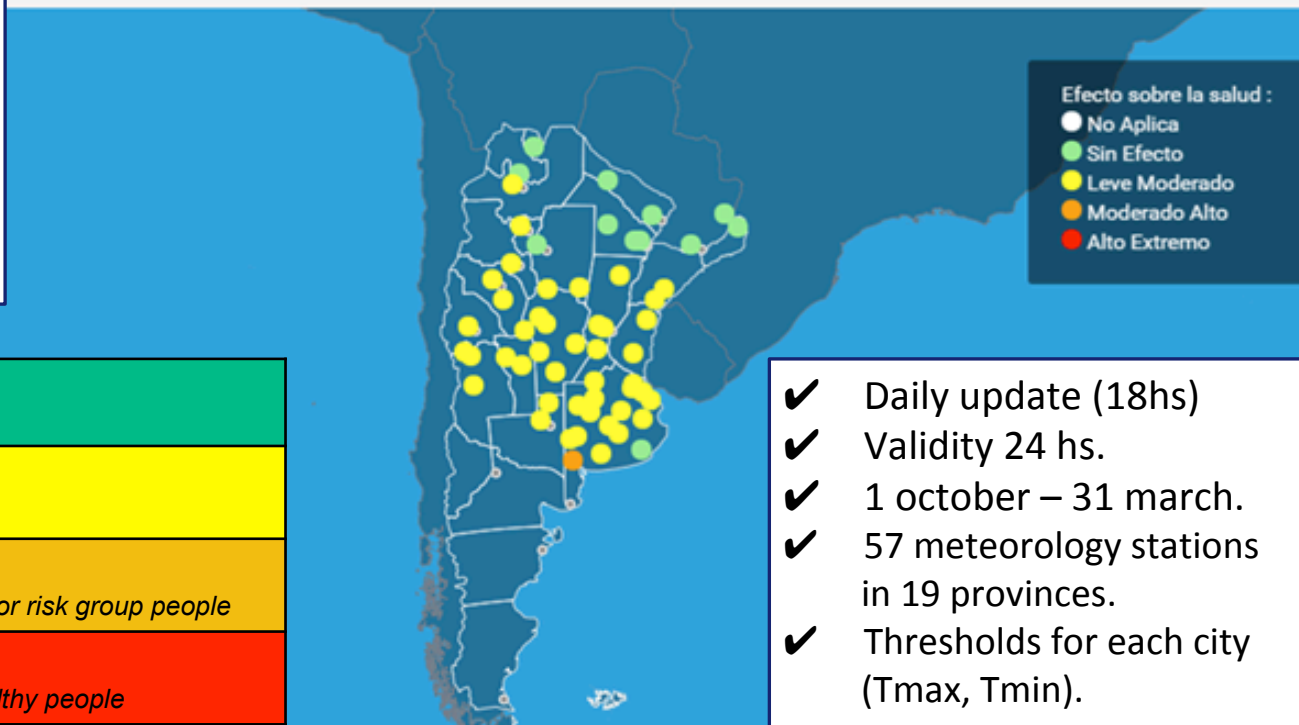 Efecto sobre la salud :
No Aplica
Sin Efecto
Leve Moderado
Moderado Alto
Alto Extremo
risk group people
people
✔ Daily update (18hs)
✔ Validity 24 hs.
✔ 1 october – 31 march.
✔ 57 meteorology stations
in 19 provinces.
✔ Thresholds for each city
(Tmax, Tmin).